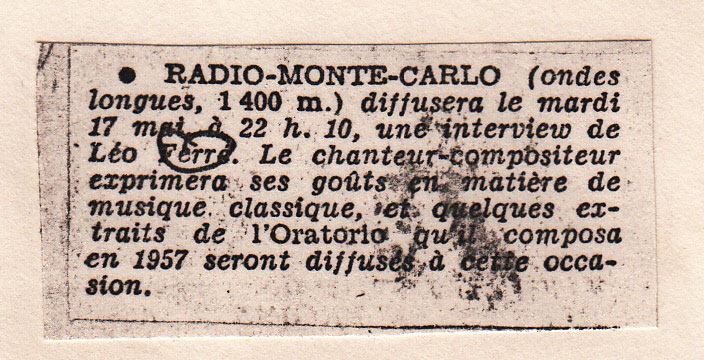 ● RADIO-MONTE-CARLO (ondes
longues, 1 400 m.) diffusera le mardi
17 mai à 22 h. 10, une interview de
Léo Ferré. Le chanteur-compositeur
exprimera ses goûts en matière de
musique classique, et quelques ex-
traits de l'Oratorio qu'il composa
en 1957 seront diffusés à cette occa-
sion.